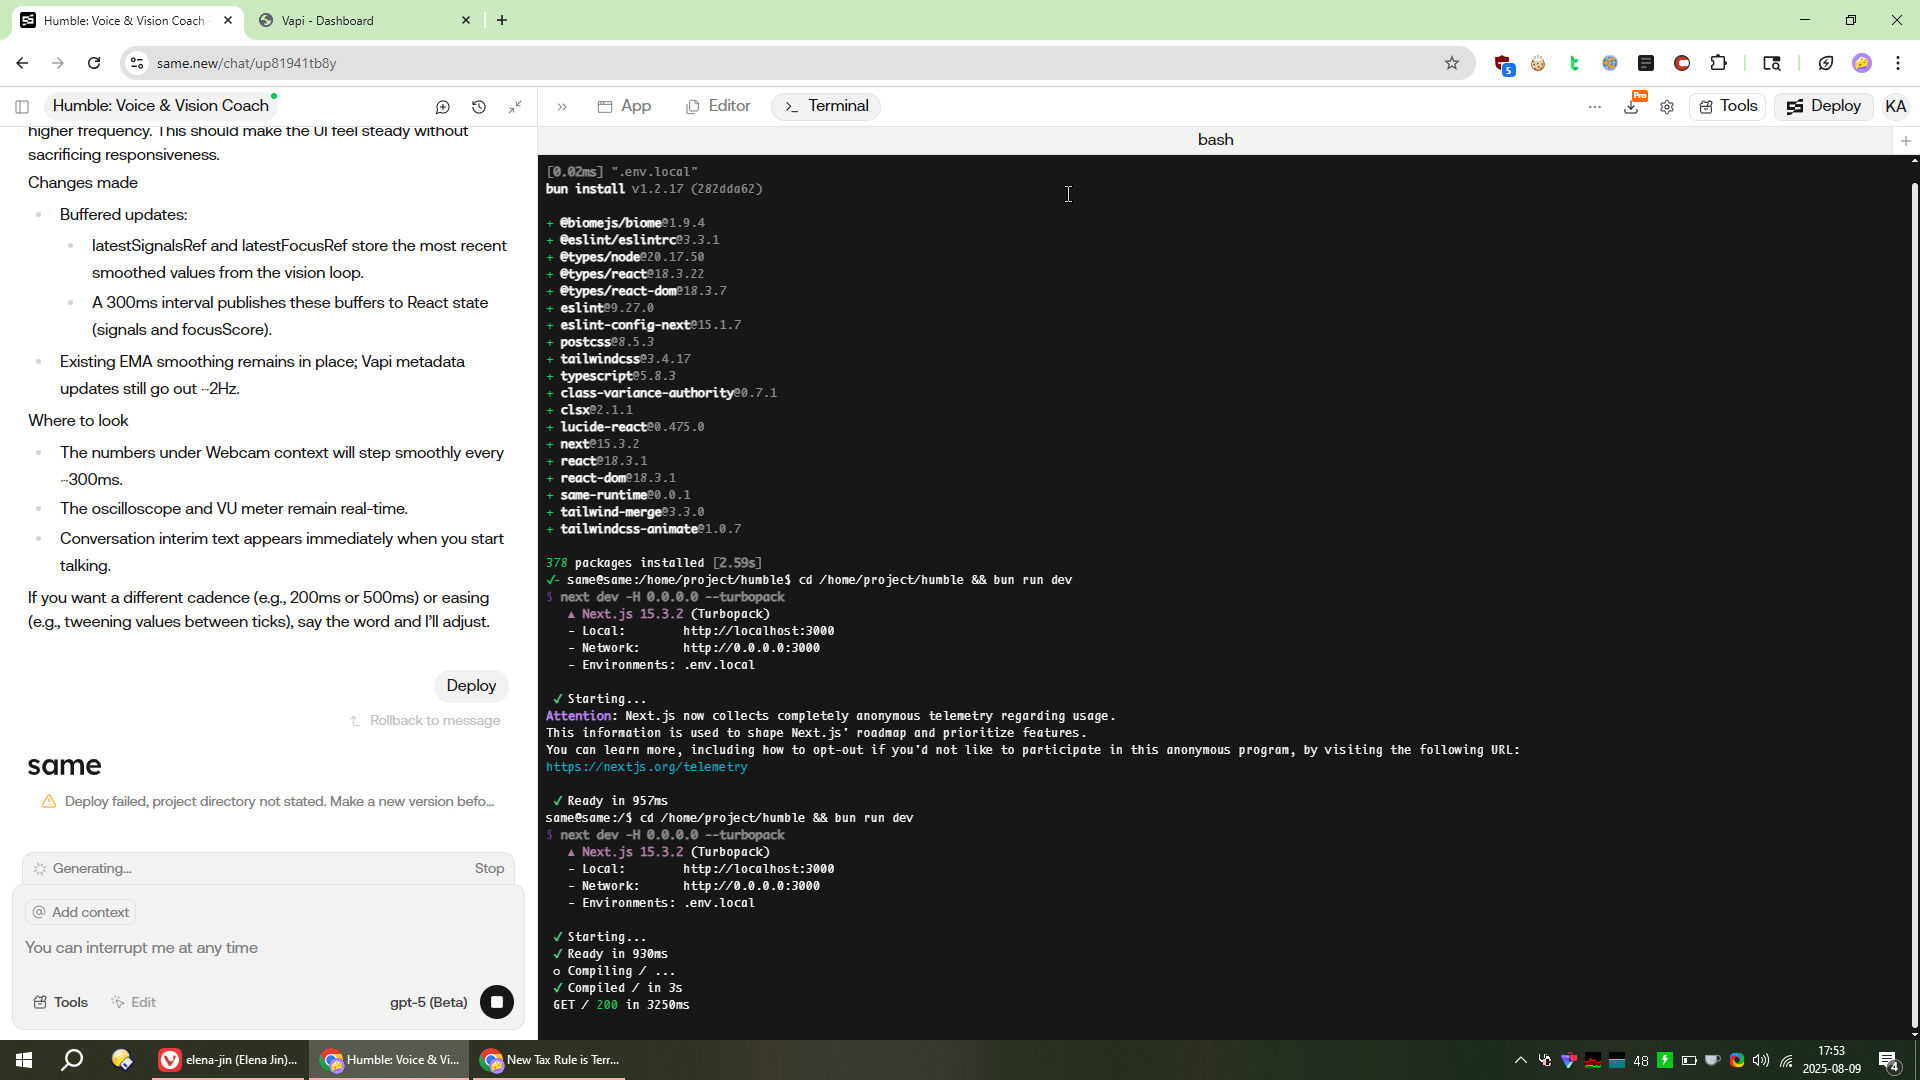 Humble: Voice & Vision Coach
Vapi - Dashboard
same.new/chat/up81941tb8y
5
Humble: Voice & Vision Coach
App
Editor
Terminal
Pro
Tools
Deploy
KA
bash
higher frequency. This should make the UI feel steady without
sacrificing responsiveness.
Changes made
Buffered updates:
latestSignalsRef and latestFocusRef store the most recent
smoothed values from the vision loop.
A 300ms interval publishes these buffers to React state
(signals and focusScore).
Existing EMA smoothing remains in place; Vapi metadata
updates still go out ~2Hz.
Where to look
The numbers under Webcam context will step smoothly every
~300ms.
The oscilloscope and VU meter remain real-time.
Conversation interim text appears immediately when you start
talking.
If you want a different cadence (e.g., 200ms or 500ms) or easing
(e.g., tweening values between ticks), say the word and I'll adjust.
Deploy
Rollback to message
same
Deploy failed, project directory not stated. Make a new version befo...
Generating...
Stop
@ Add context
You can interrupt me at any time
Tools
Edit
gpt-5 (Beta)
[0.02ms] ".env.local"
bun install v1.2.17 (282dda62)
+ @biomejs/biome@1.9.4
+ @eslint/eslintrc@3.3.1
+ @types/node@20.17.50
+ @types/react@18.3.22
+ @types/react-dom@18.3.7
+ eslint@9.27.0
+ eslint-config-next@15.1.7
+ postcss@8.5.3
+ tailwindcss@3.4.17
+ typescript@5.8.3
+ class-variance-authority@0.7.1
+ clsx@2.1.1
+ lucide-react@0.475.0
+ next@15.3.2
+ react@18.3.1
+ react-dom@18.3.1
+ same-runtime@0.0.1
+ tailwind-merge@3.3.0
+ tailwindcss-animate@1.0.7
378 packages installed [2.59s]
✓- same@same:/home/project/humble$ cd /home/project/humble && bun run dev
$ next dev -H 0.0.0.0 --turbopack
▲ Next.js 15.3.2 (Turbopack)
- Local: http://localhost:3000
- Network: http://0.0.0.0:3000
- Environments: .env.local
✓ Starting...
Attention: Next.js now collects completely anonymous telemetry regarding usage.
This information is used to shape Next.js' roadmap and prioritize features.
You can learn more, including how to opt-out if you'd not like to participate in this anonymous program, by visiting the following URL:
https://nextjs.org/telemetry
✓ Ready in 957ms
same@same:/$ cd /home/project/humble && bun run dev
$ next dev -H 0.0.0.0 --turbopack
▲ Next.js 15.3.2 (Turbopack)
- Local: http://localhost:3000
- Network: http://0.0.0.0:3000
- Environments: .env.local
✓ Starting...
✓ Ready in 930ms
○ Compiling / ...
✓ Compiled / in 3s
GET / 200 in 3250ms
elena-jin (Elena Jin)...
Humble: Voice & Vi...
New Tax Rule is Terr...
48
17:53
2025-08-09
4